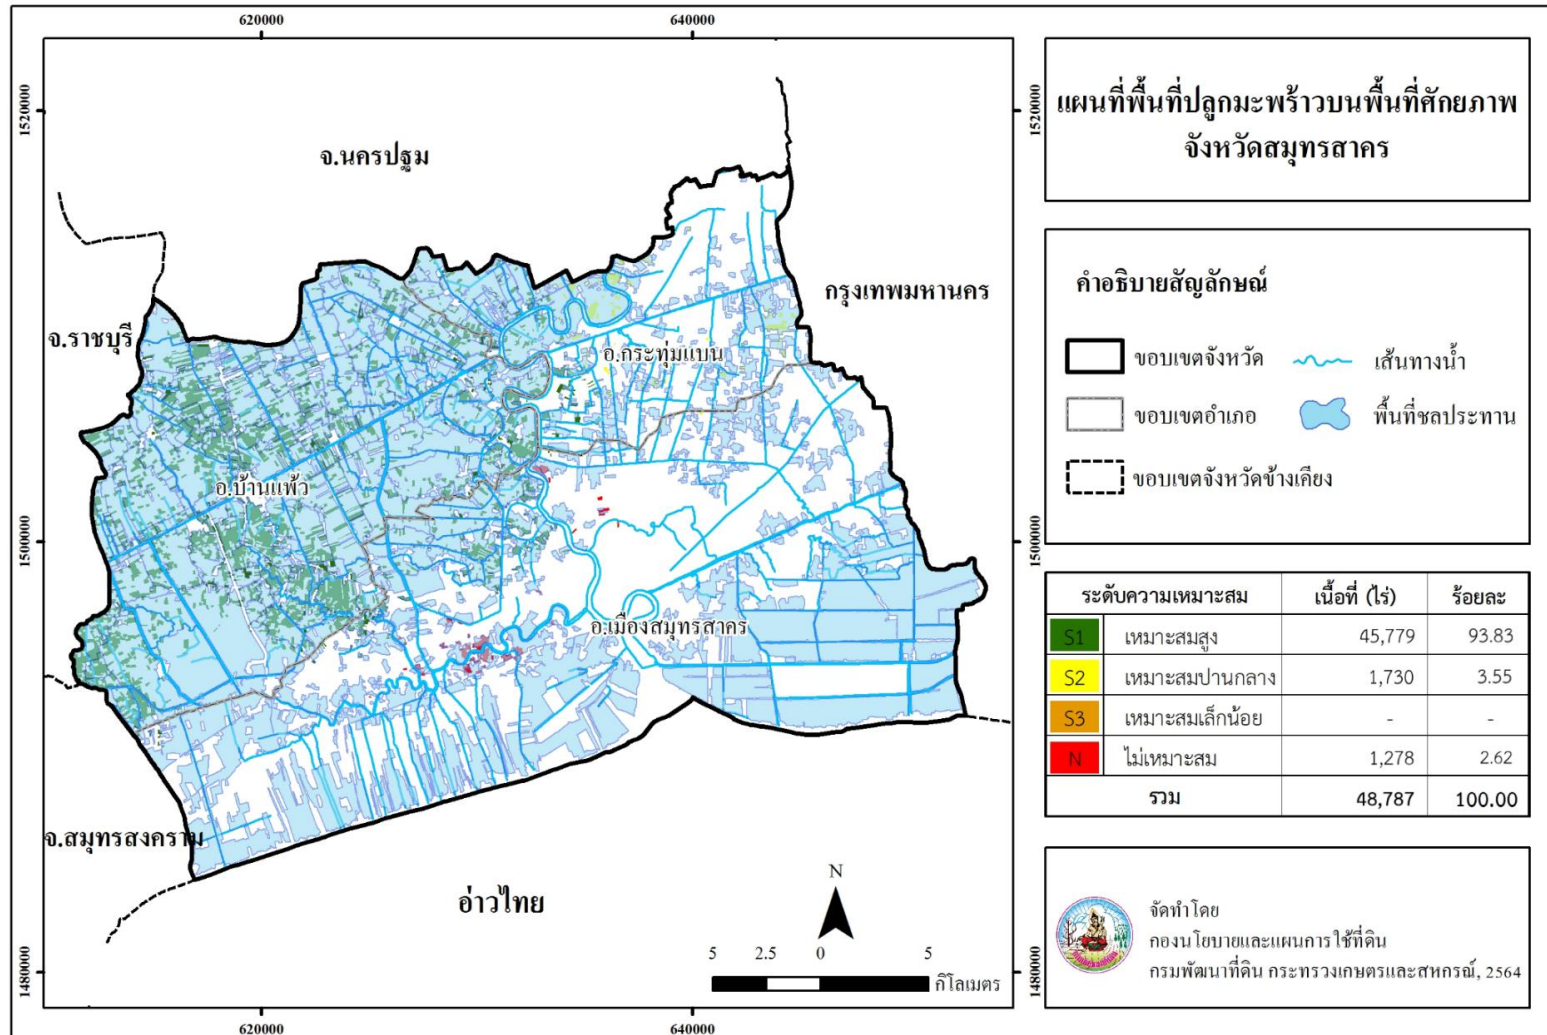 620000
640000
1520000
1520000
แผนที่พื้นที่ปลูกมะพร้าวบนพื้นที่ศักยภาพ
จังหวัดสมุทรสาคร
จ.นครปฐม
กรุงเทพมหานคร
จ.ราชบุรี
อ.กระทุ่มแบน
อ.บ้านแพ้ว
อ.เมืองสมุทรสาคร
จ.สมุทรสงคราม
อ่าวไทย
คำอธิบายสัญลักษณ์
ขอบเขตจังหวัด เส้นทางน้ำ
ขอบเขตอำเภอ พื้นที่ชลประทาน
ขอบเขตจังหวัดข้างเคียง
1500000
1500000
ระดับความเหมาะสม เนื้อที่ (ไร่) ร้อยละ
S1 เหมาะสมสูง 45,779 93.83
S2 เหมาะสมปานกลาง 1,730 3.55
S3 เหมาะสมเล็กน้อย - -
N ไม่เหมาะสม 1,278 2.62
รวม 48,787 100.00
N
5 2.5 0 5
กิโลเมตร
จัดทำโดย
กองนโยบายและแผนการใช้ที่ดิน
กรมพัฒนาที่ดิน กระทรวงเกษตรและสหกรณ์, 2564
1480000
1480000
620000
640000